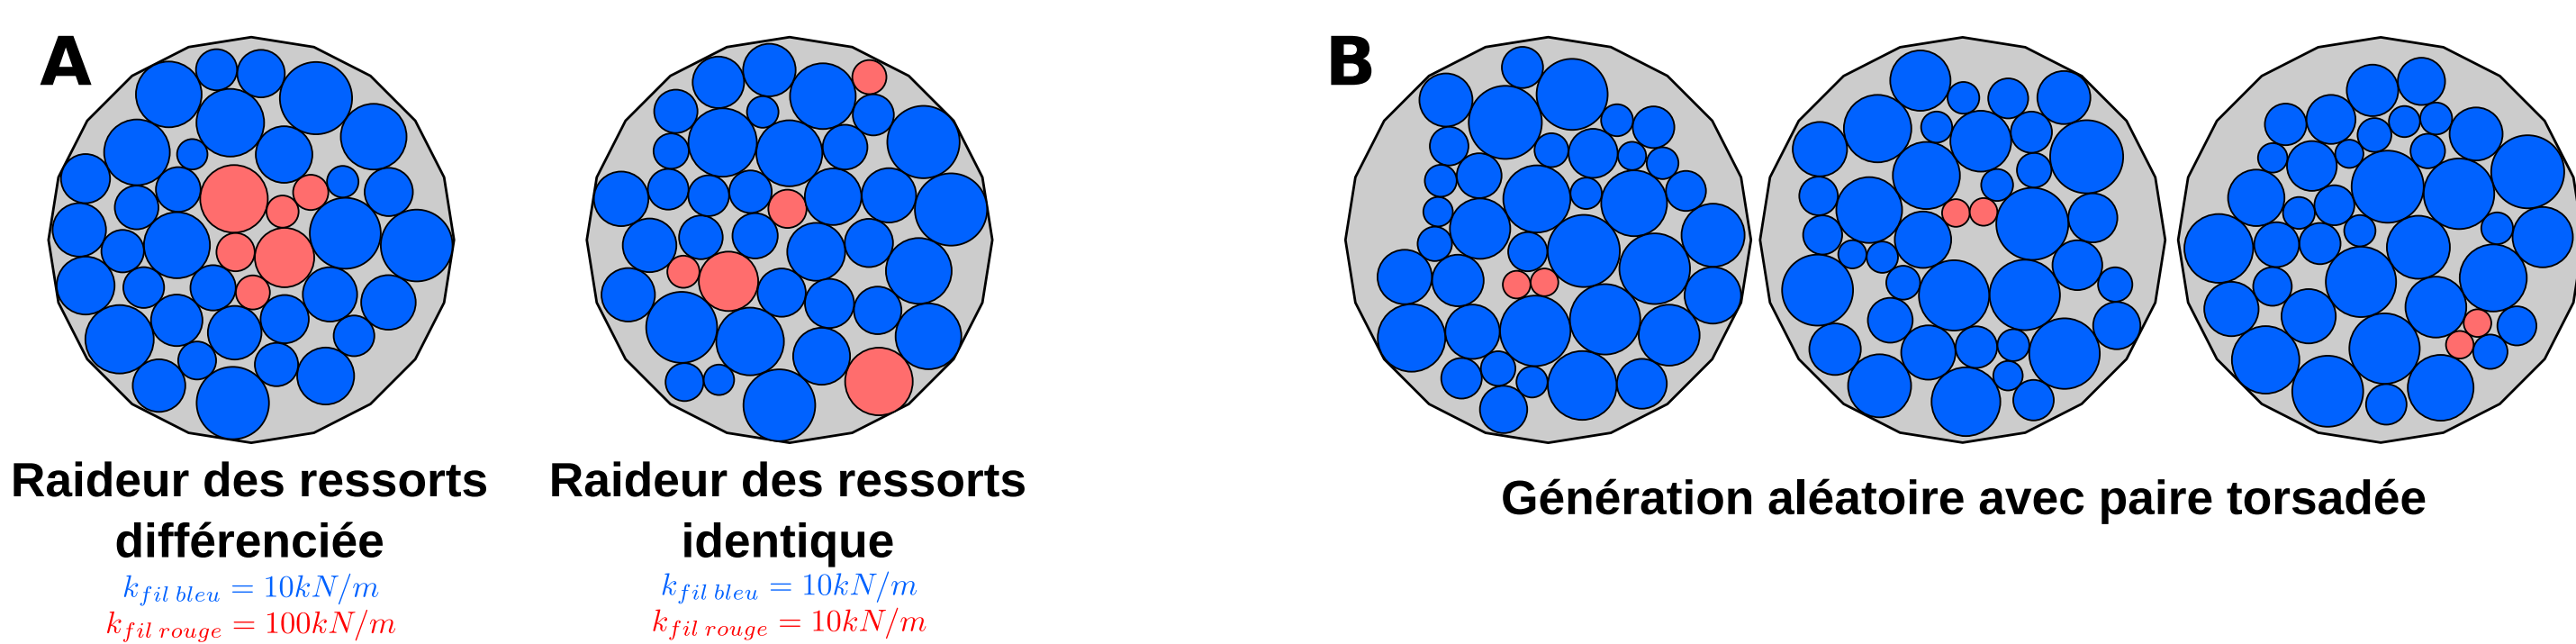 A
B
Raideur des ressorts
différenciée
k_{fil bleu} = 10kN/m
k_{fil rouge} = 100kN/m
Raideur des ressorts
identique
k_{fil bleu} = 10kN/m
k_{fil rouge} = 10kN/m
Génération aléatoire avec paire torsadée